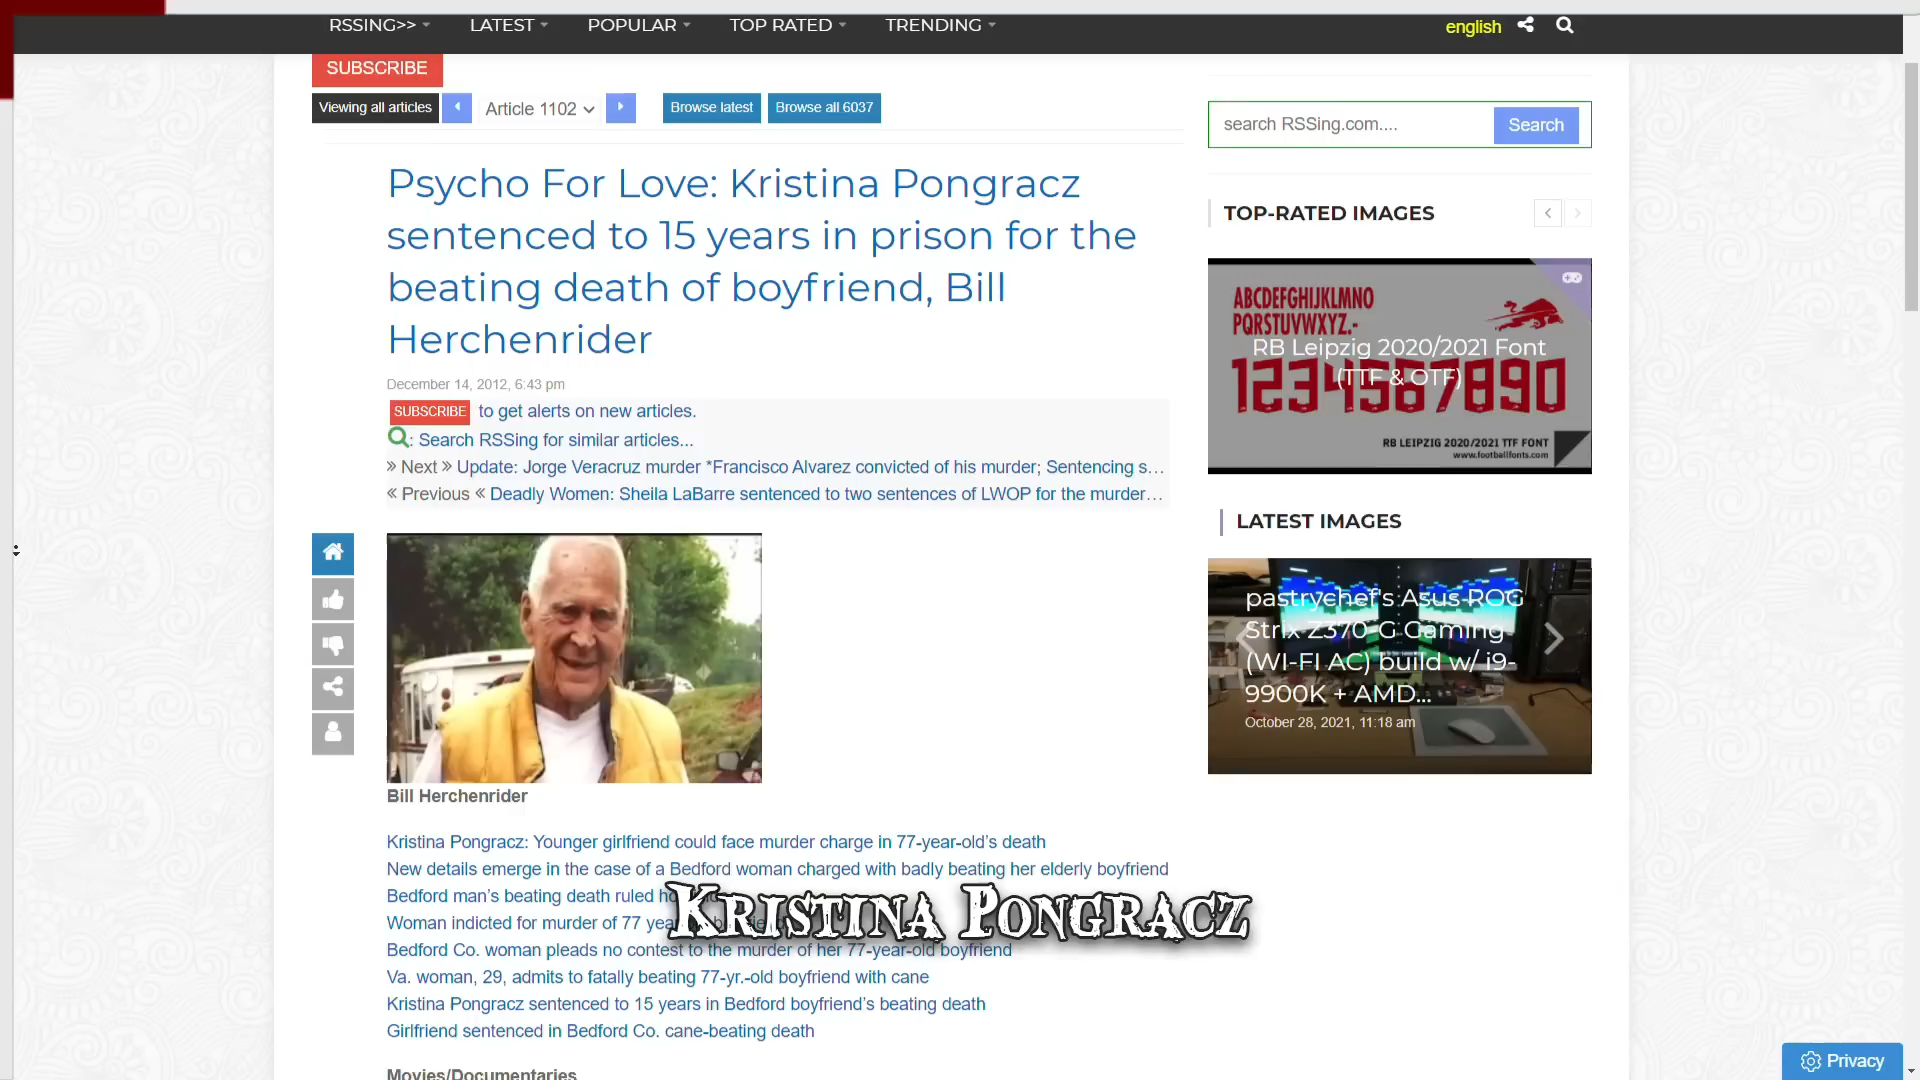 RSSING>>
LATEST
POPULAR
TOP RATED
TRENDING
english
SUBSCRIBE
Viewing all articles
Article 1102
Browse latest
Browse all 6037
search RSSing.com....
Search
Psycho For Love: Kristina Pongracz
sentenced to 15 years in prison for the
beating death of boyfriend, Bill
Herchenrider
December 14, 2012, 6:43 pm
SUBSCRIBE to get alerts on new articles.
: Search RSSing for similar articles...
» Next » Update: Jorge Veracruz murder *Francisco Alvarez convicted of his murder; Sentencing s...
« Previous « Deadly Women: Sheila LaBarre sentenced to two sentences of LWOP for the murder...
Bill Herchenrider
Kristina Pongracz: Younger girlfriend could face murder charge in 77-year-old's death
New details emerge in the case of a Bedford woman charged with badly beating her elderly boyfriend
Bedford man's beating death ruled
Woman indicted for murder of 77
Bedford Co. woman pleads no contest to the murder of her 77-year-old boyfriend
Va. woman, 29, admits to fatally beating 77-yr.-old boyfriend with cane
Kristina Pongracz sentenced to 15 years in Bedford boyfriend's beating death
Girlfriend sentenced in Bedford Co. cane-beating death
Movies/Documentaries
Kristina Pongracz
TOP-RATED IMAGES
ABCDEFGHIJKLMNO
PQRSTUVWXYZ.-
RB Leipzig 2020/2021 Font
(TTF & OTF)
1234567890
RB LEIPZIG 2020/2021 TTF FONT
www.footballfonts.com
LATEST IMAGES
pastrychef's Asus ROG
Strix Z370-G Gaming
(WI-FI AC) build w/ i9-
9900K + AMD...
October 28, 2021, 11:18 am
Privacy